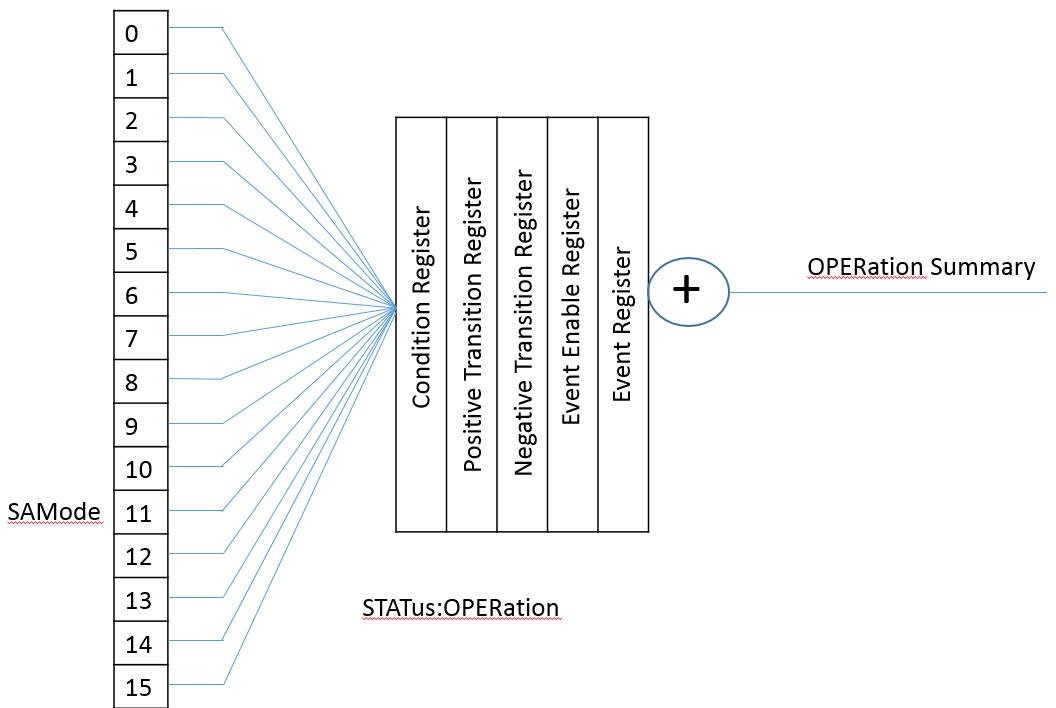 0
1
2
3
4
5
6
7
8
9
10
SAMode 11
12
13
14
15
Condition Register
Positive Transition Register
Negative Transition Register
Event Enable Register
Event Register
+
OPERation Summary
STATus:OPERation